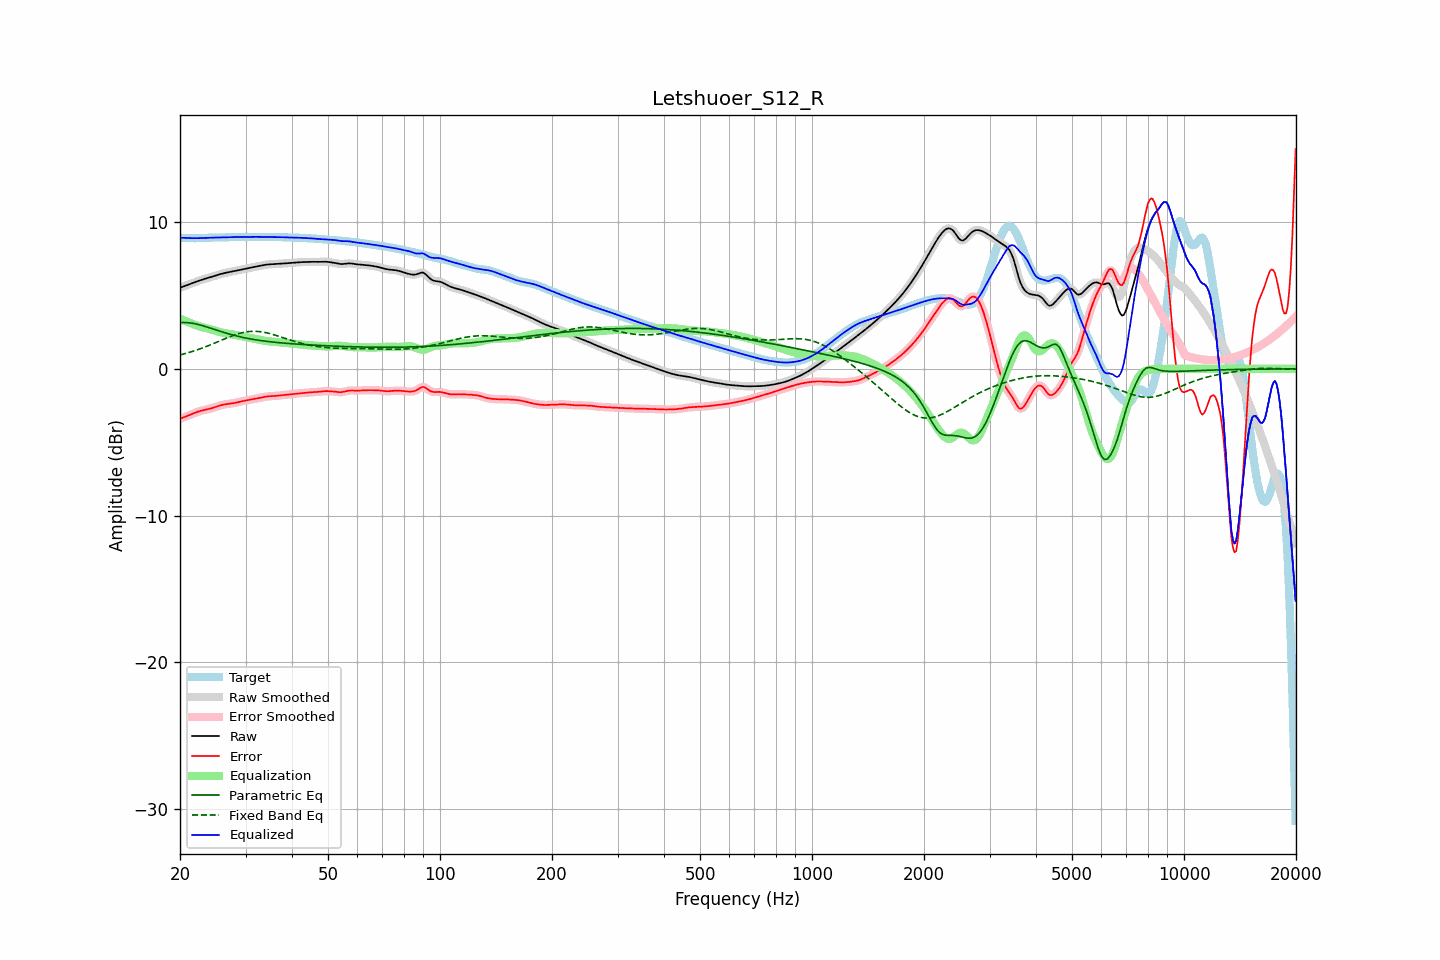 Letshuoer_S12_R
Amplitude (dBr)
10
0
−10
−20
−30
Target
Raw Smoothed
Error Smoothed
Raw
Error
Equalization
Parametric Eq
Fixed Band Eq
Equalized
20 50 100 200 500 1000 2000 5000 10000 20000
Frequency (Hz)